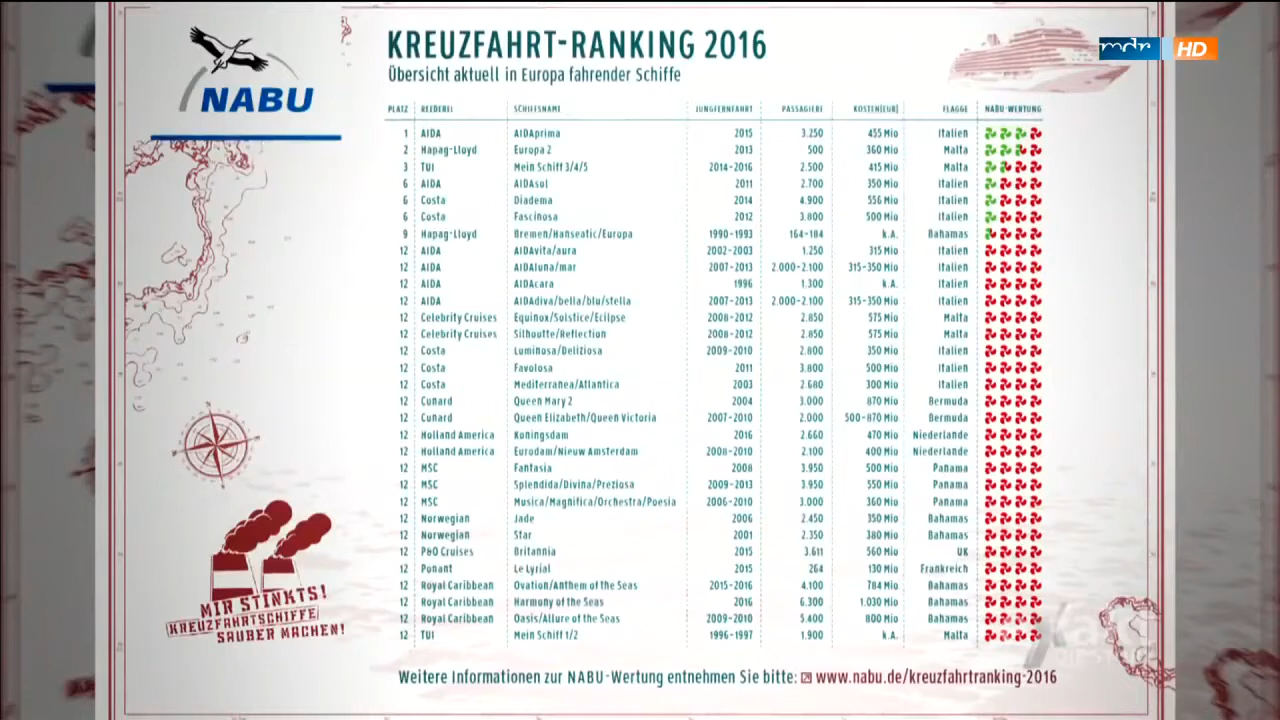 NABU
KREUZFAHRT-RANKING 2016
mdr HD
Übersicht aktuell in Europa fahrender Schiffe
PLATZ REEDEREI SCHIFFSNAME JUNGFERNFAHRT PASSAGIERE KOSTEN(EUR) FLAGGE NABU-WERTUNG
1 AIDA AIDAprima 2015 3.250 455 Mio Italien
2 Hapag-Lloyd Europa 2 2013 500 360 Mio Malta
3 TUI Mein Schiff 3/4/5 2014-2016 2.500 415 Mio Malta
6 AIDA AIDAsol 2011 2.700 350 Mio Italien
6 Costa Diadema 2014 4.900 556 Mio Italien
6 Costa Fascinosa 2012 3.800 500 Mio Italien
9 Hapag-Lloyd Bremen/Hanseatic/Europa 1990-1993 164-184 k.A. Bahamas
12 AIDA AIDAvita/aura 2002-2003 1.250 315 Mio Italien
12 AIDA AIDAluna/mar 2007-2013 2.000-2.100 315-350 Mio Italien
12 AIDA AIDAcara 1996 1.300 k.A. Italien
12 AIDA AIDAdiva/bella/blu/stella 2007-2013 2.000-2.100 315-350 Mio Italien
12 Celebrity Cruises Equinox/Solstice/Ecilpse 2008-2012 2.850 575 Mio Malta
12 Celebrity Cruises Silhoutte/Reflection 2008-2012 2.850 575 Mio Malta
12 Costa Luminosa/Deliziosa 2009-2010 2.800 350 Mio Italien
12 Costa Favolosa 2011 3.800 500 Mio Italien
12 Costa Mediterranea/Atlantica 2003 2.680 300 Mio Italien
12 Cunard Queen Mary 2 2004 3.000 870 Mio Bermuda
12 Cunard Queen Elizabeth/Queen Victoria 2007-2010 2.000 500-870 Mio Bermuda
12 Holland America Koningsdam 2016 2.660 470 Mio Niederlande
12 Holland America Eurodam/Nieuw Amsterdam 2008-2010 2.100 400 Mio Niederlande
12 MSC Fantasia 2008 3.950 500 Mio Panama
12 MSC Splendida/Divina/Preziosa 2009-2013 3.950 550 Mio Panama
12 MSC Musica/Magnifica/Orchestra/Poesia 2006-2010 3.000 360 Mio Panama
12 Norwegian Jade 2006 2.450 350 Mio Bahamas
12 Norwegian Star 2001 2.350 380 Mio Bahamas
12 P&O Cruises Britannia 2015 3.611 560 Mio UK
12 Ponant Le Lyrial 2015 264 130 Mio Frankreich
12 Royal Caribbean Ovation/Anthem of the Seas 2015-2016 4.100 784 Mio Bahamas
12 Royal Caribbean Harmony of the Seas 2016 6.300 1.030 Mio Bahamas
12 Royal Caribbean Oasis/Allure of the Seas 2009-2010 5.400 800 Mio Bahamas
12 TUI Mein Schiff 1/2 1996-1997 1.900 k.A. Malta
MIR STINKTS!
KREUZFAHRTSCHIFFE
SAUBER MACHEN!
Weitere Informationen zur NABU-Wertung entnehmen Sie bitte: www.nabu.de/kreuzfahrtranking-2016